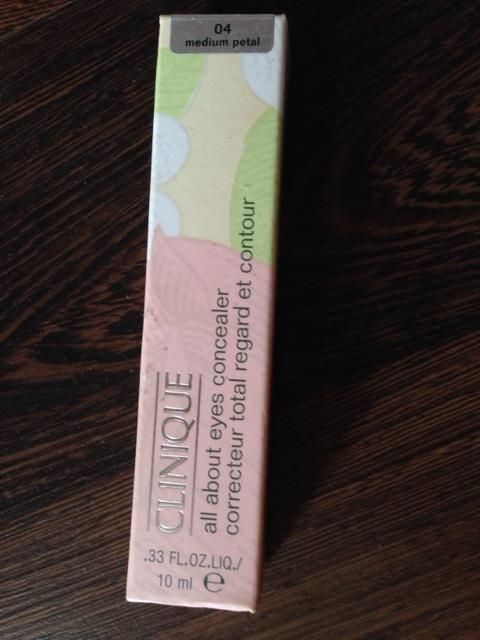 04
medium petal
CLINIQUE
all about eyes concealer
correcteur total regard et contour
.33 FL.OZ.LIQ./
10 ml ℮